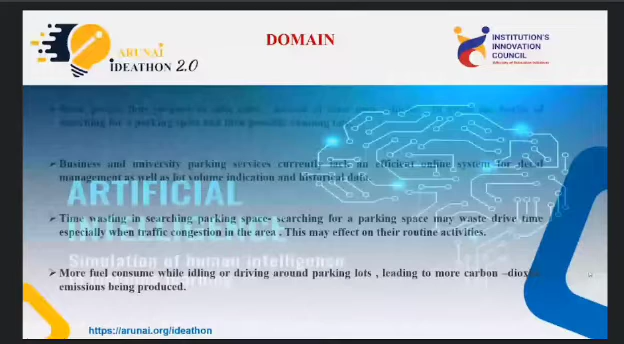 DOMAIN
ARUNAI
iDEATHON 2.0
INSTITUTION'S
INNOVATION
COUNCIL
searching for a parking spot and then possibly
➢ Business and university parking services currently lack an efficient online system for
management as well as lot volume indication and historical data.
ARTIFICIAL
➢ Time wasting in searching parking space- searching for a parking space may waste drive time
especially when traffic congestion in the area . This may effect on their routine activities.
INTELLIGENCE
Simulation of human intelligence
➢ More fuel consume while idling or driving around parking lots , leading to more carbon –dioxide
emissions being produced.
https://arunai.org/ideathon